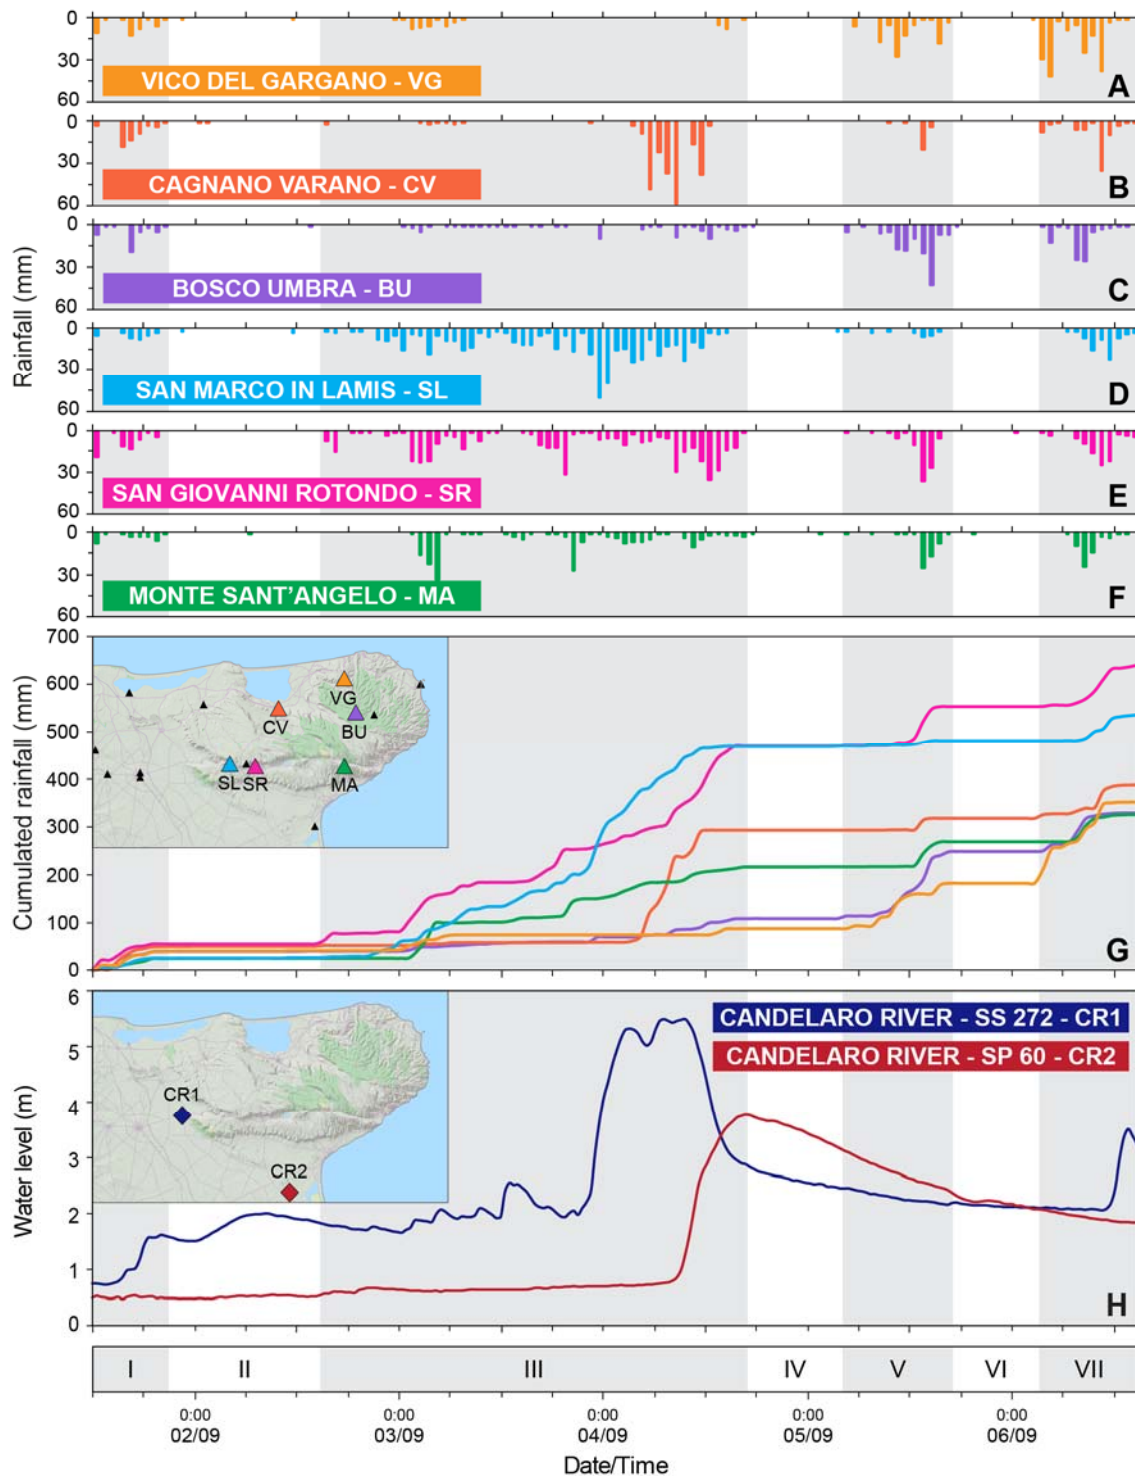 Rainfall (mm)
0
30
60
VICO DEL GARGANO - VG
A
0
30
60
CAGNANO VARANO - CV
B
0
30
60
BOSCO UMBRA - BU
C
0
30
60
SAN MARCO IN LAMIS - SL
D
0
30
60
SAN GIOVANNI ROTONDO - SR
E
0
30
60
MONTE SANT'ANGELO - MA
F
Cumulated rainfall (mm)
700
600
500
400
300
200
100
0
VG
CV
BU
SL
SR
MA
G
Water level (m)
6
5
4
3
2
1
0
CR1
CR2
CANDELARO RIVER - SS 272 - CR1
CANDELARO RIVER - SP 60 - CR2
H
I II III IV V VI VII
0:00 0:00 0:00 0:00 0:00
02/09 03/09 04/09 05/09 06/09
Date/Time